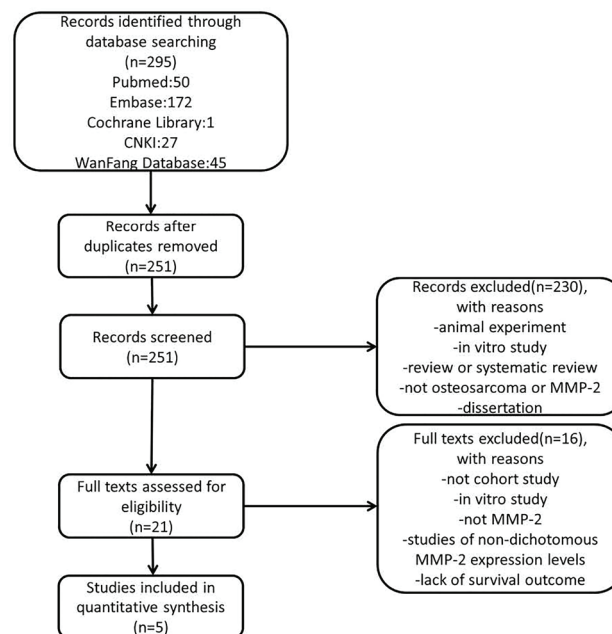 Records identified through
database searching
(n=295)
Pubmed:50
Embase:172
Cochrane Library:1
CNKI:27
WanFang Database:45
Records after
duplicates removed
(n=251)
Records screened
(n=251)
Records excluded(n=230),
with reasons
-animal experiment
-in vitro study
-review or systematic review
-not osteosarcoma or MMP-2
-dissertation
Full texts assessed for
eligibility
(n=21)
Full texts excluded(n=16),
with reasons
-not cohort study
-in vitro study
-not MMP-2
-studies of non-dichotomous
MMP-2 expression levels
-lack of survival outcome
Studies included in
quantitative synthesis
(n=5)